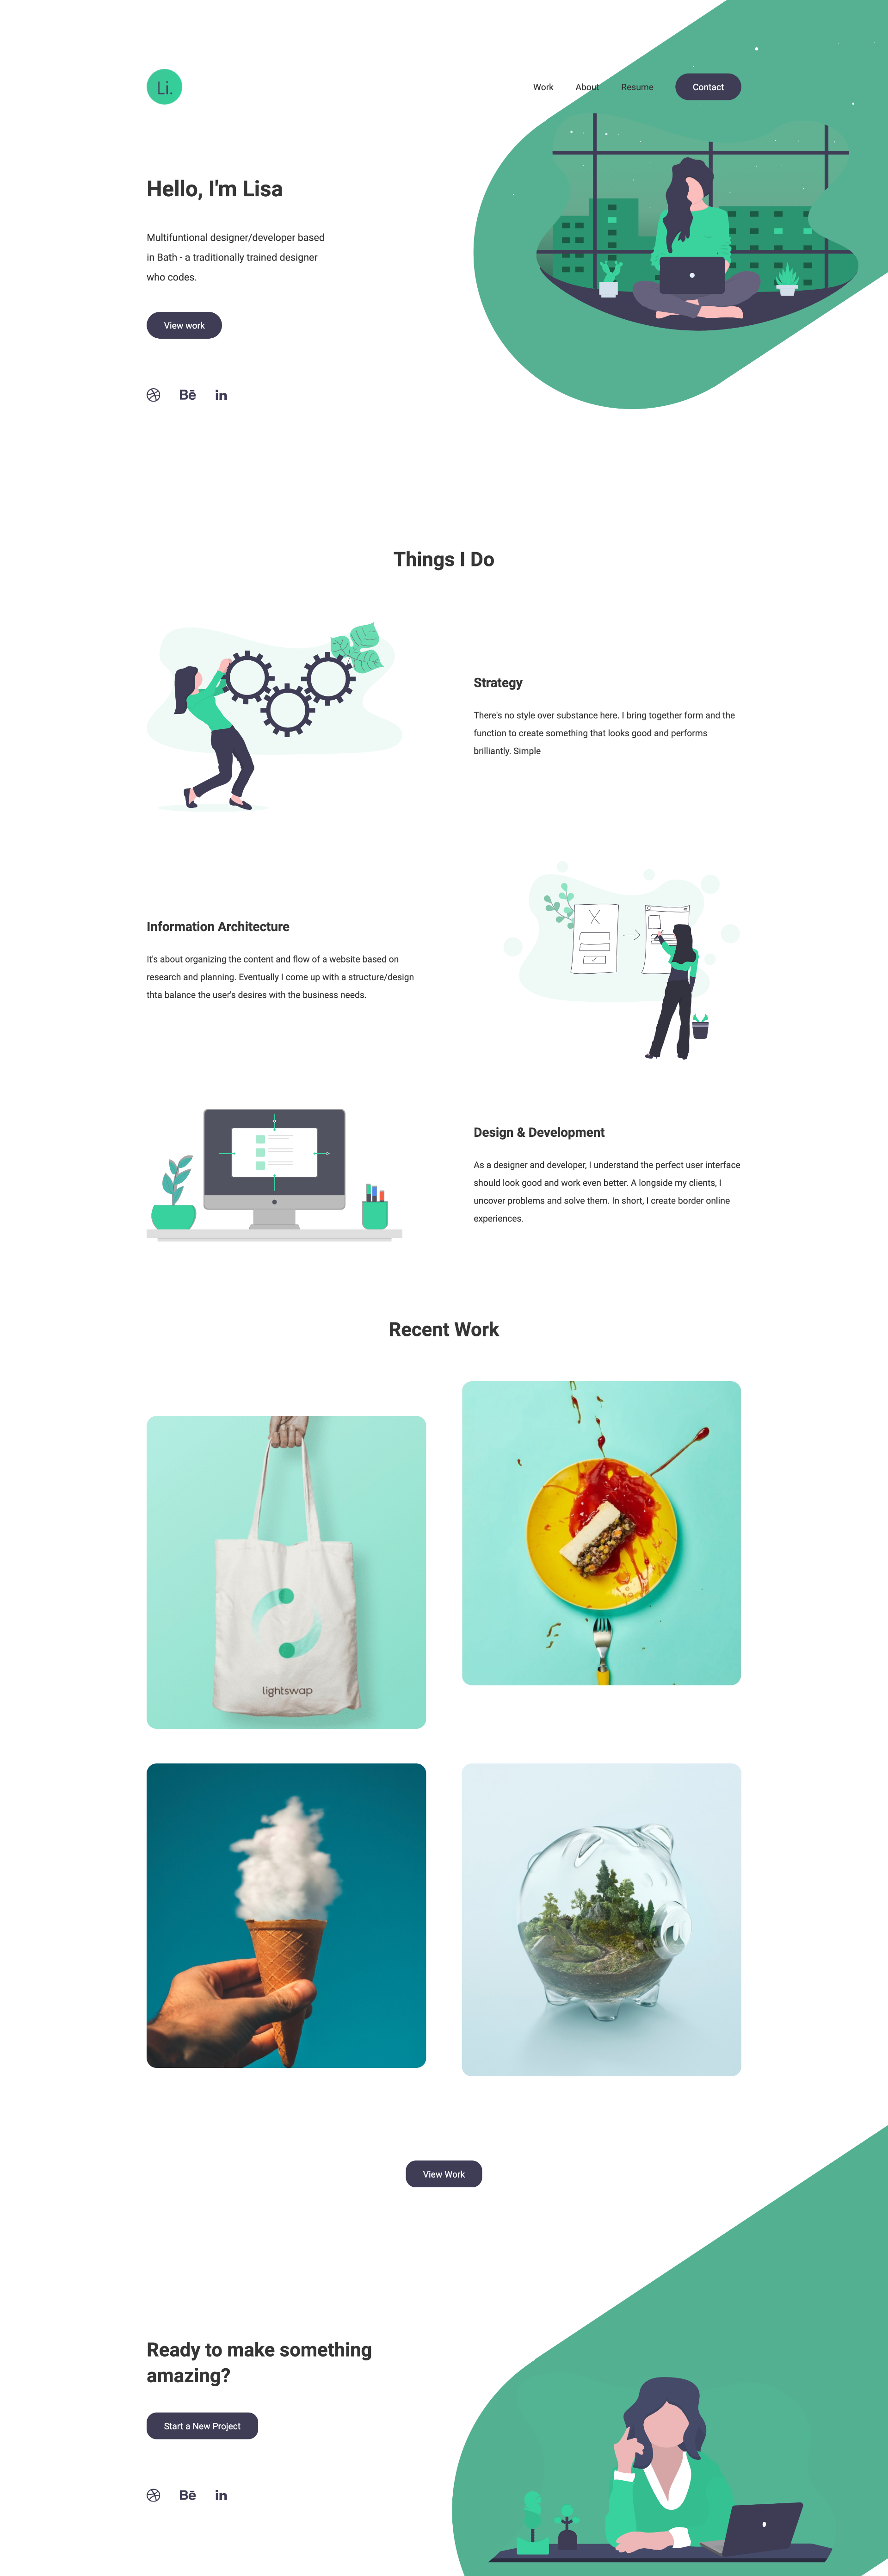 Li.
Work About Resume Contact
Hello, I'm Lisa
Multifuntional designer/developer based
in Bath - a traditionally trained designer
who codes.
View work
Bē in
Things I Do
Strategy
There's no style over substance here. I bring together form and the
function to create something that looks good and performs
brilliantly. Simple
Information Architecture
It's about organizing the content and flow of a website based on
research and planning. Eventually I come up with a structure/design
thta balance the user's desires with the business needs.
Design & Development
As a designer and developer, I understand the perfect user interface
should look good and work even better. A longside my clients, I
uncover problems and solve them. In short, I create border online
experiences.
Recent Work
lightswap
View Work
Ready to make something
amazing?
Start a New Project
Bē in